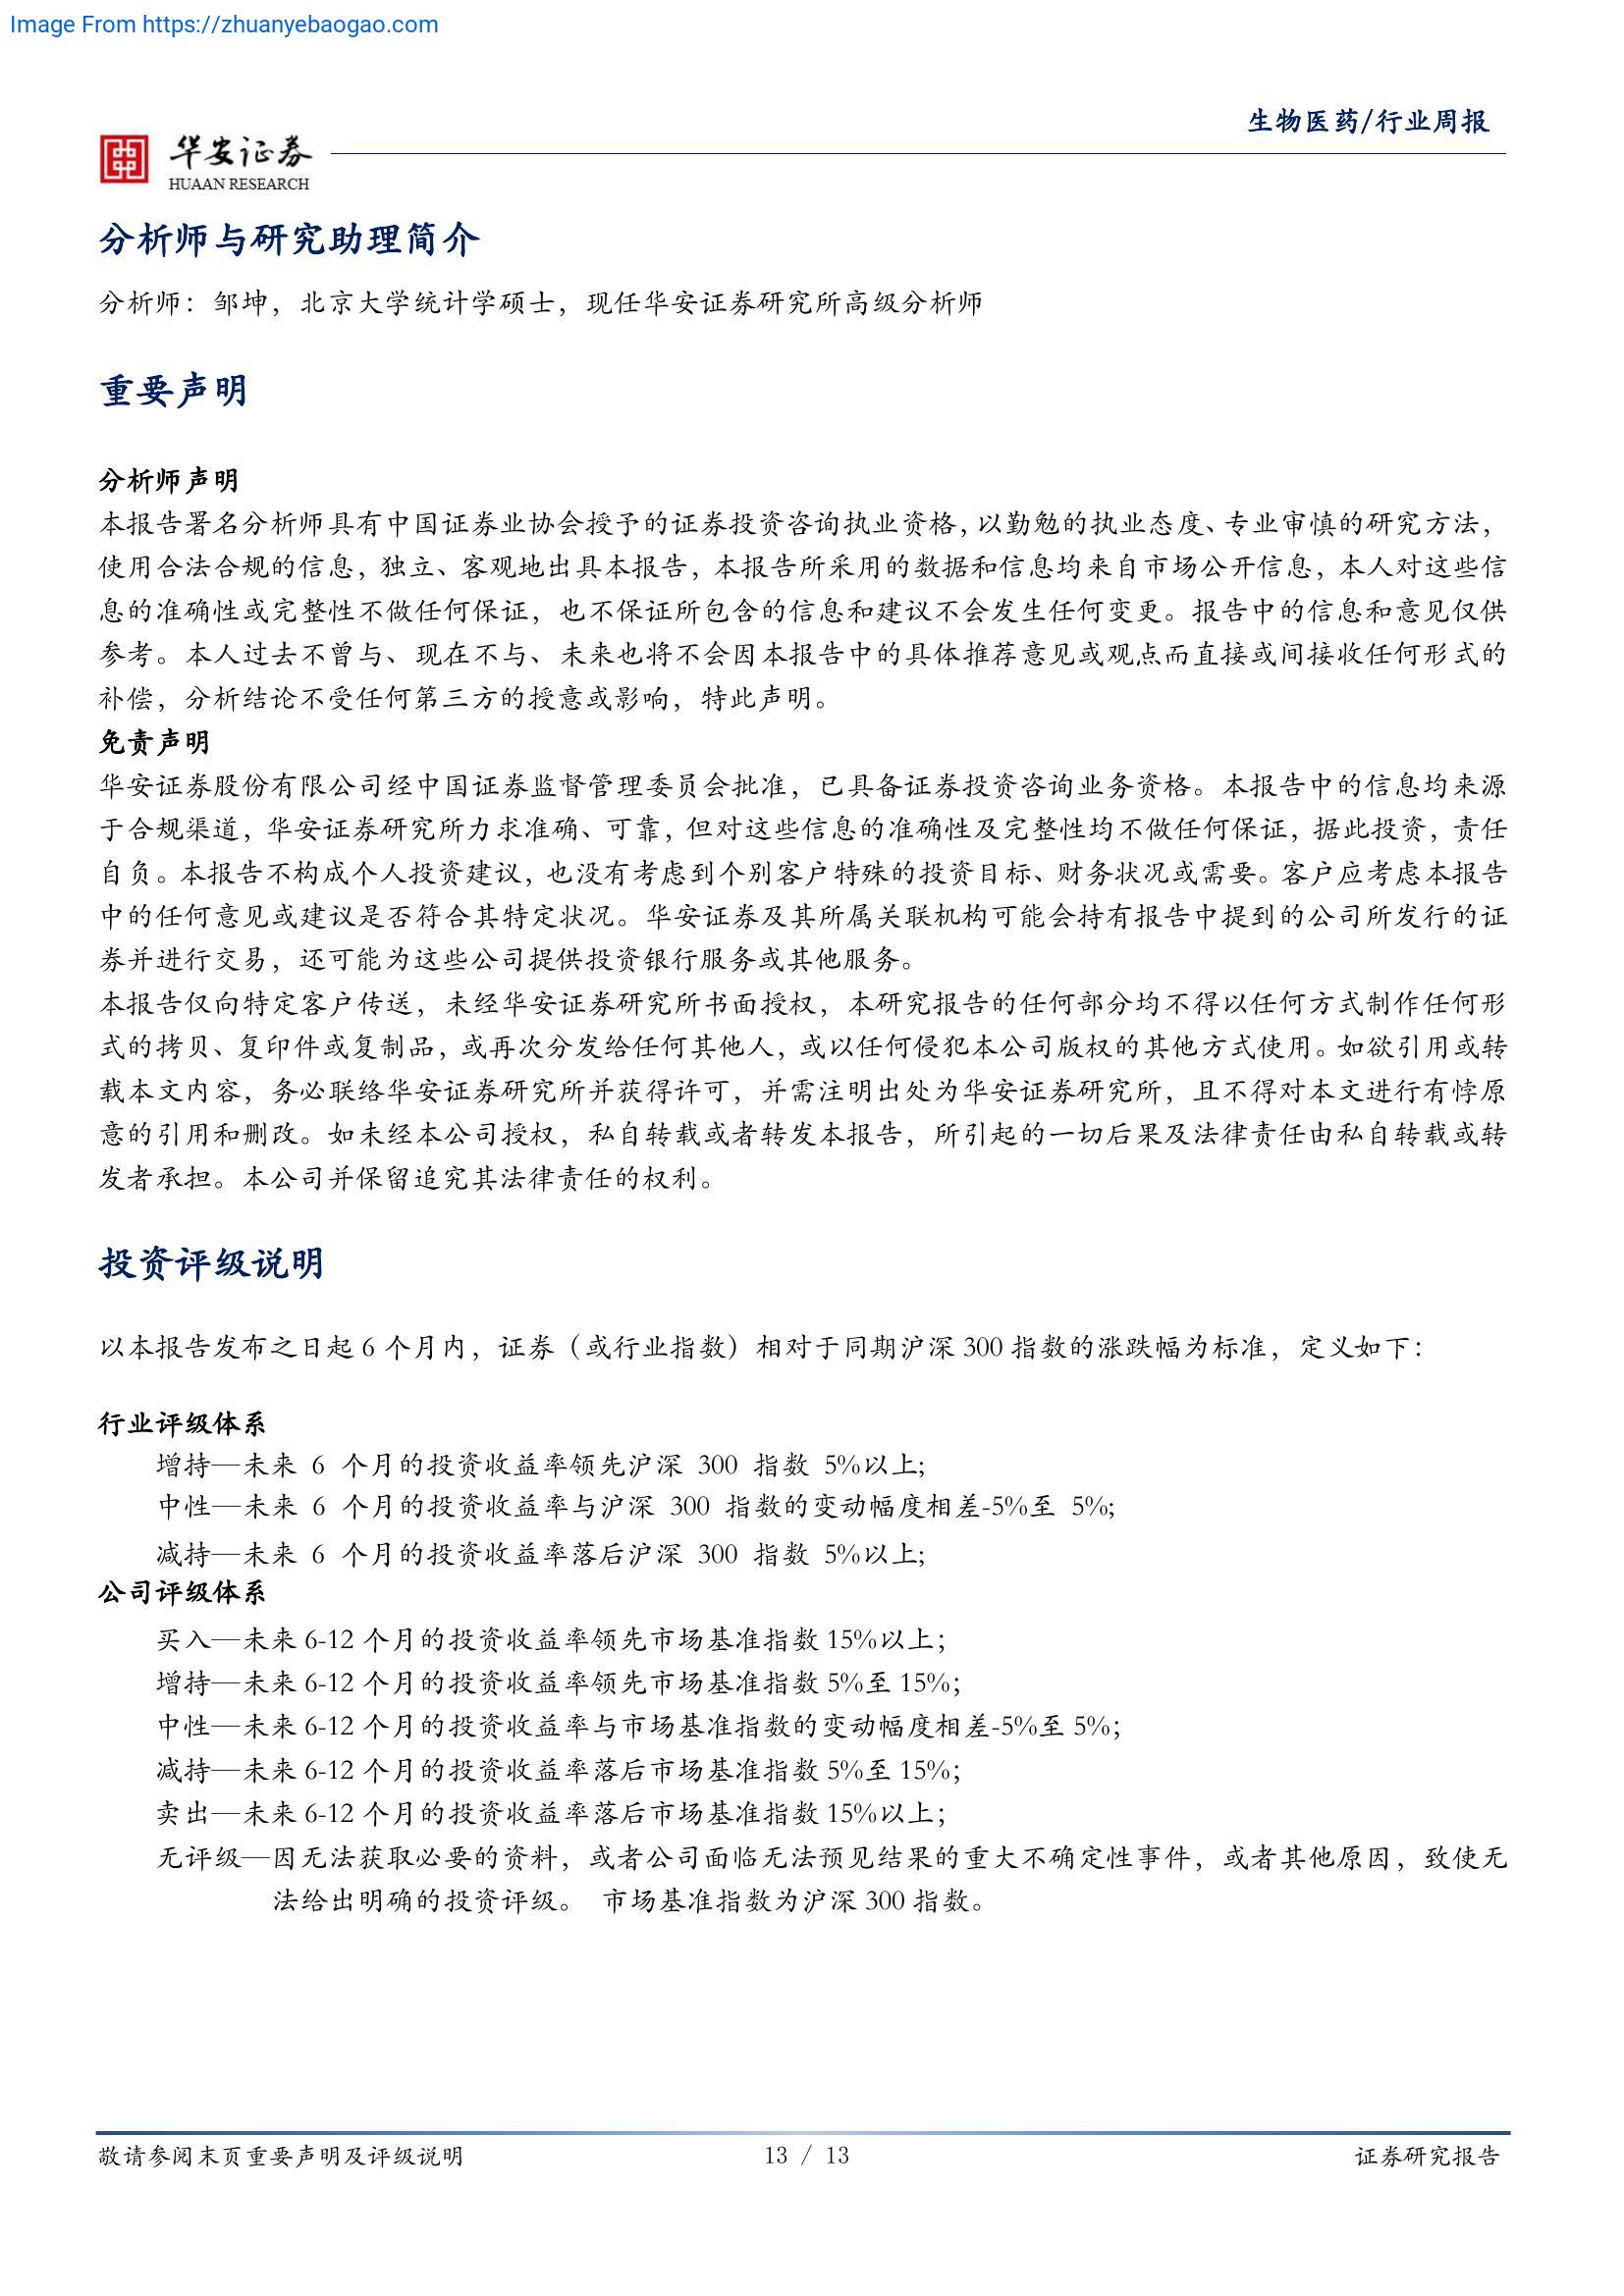 Image From https://zhuanyebaogao.com
生物医药/行业周报
华安证券
HUAAN RESEARCH
分析师与研究助理简介
分析师：邹坤，北京大学统计学硕士，现任华安证券研究所高级分析师
重要声明
分析师声明
本报告署名分析师具有中国证券业协会授予的证券投资咨询执业资格，以勤勉的执业态度、专业审慎的研究方法，
使用合法合规的信息，独立、客观地出具本报告，本报告所采用的数据和信息均来自市场公开信息，本人对这些信
息的准确性或完整性不做任何保证，也不保证所包含的信息和建议不会发生任何变更。报告中的信息和意见仅供
参考。本人过去不曾与、现在不与、未来也将不会因本报告中的具体推荐意见或观点而直接或间接收任何形式的
补偿，分析结论不受任何第三方的授意或影响，特此声明。
免责声明
华安证券股份有限公司经中国证券监督管理委员会批准，已具备证券投资咨询业务资格。本报告中的信息均来源
于合规渠道，华安证券研究所力求准确、可靠，但对这些信息的准确性及完整性均不做任何保证，据此投资，责任
自负。本报告不构成个人投资建议，也没有考虑到个别客户特殊的投资目标、财务状况或需要。客户应考虑本报告
中的任何意见或建议是否符合其特定状况。华安证券及其所属关联机构可能会持有报告中提到的公司所发行的证
券并进行交易，还可能为这些公司提供投资银行服务或其他服务。
本报告仅向特定客户传送，未经华安证券研究所书面授权，本研究报告的任何部分均不得以任何方式制作任何形
式的拷贝、复印件或复制品，或再次分发给任何其他人，或以任何侵犯本公司版权的其他方式使用。如欲引用或转
载本文内容，务必联络华安证券研究所并获得许可，并需注明出处为华安证券研究所，且不得对本文进行有悖原
意的引用和删改。如未经本公司授权，私自转载或者转发本报告，所引起的一切后果及法律责任由私自转载或转
发者承担。本公司并保留追究其法律责任的权利。
投资评级说明
以本报告发布之日起 6 个月内，证券（或行业指数）相对于同期沪深 300 指数的涨跌幅为标准，定义如下：
行业评级体系
增持—未来 6 个月的投资收益率领先沪深 300 指数 5%以上;
中性—未来 6 个月的投资收益率与沪深 300 指数的变动幅度相差-5%至 5%;
减持—未来 6 个月的投资收益率落后沪深 300 指数 5%以上;
公司评级体系
买入—未来 6-12 个月的投资收益率领先市场基准指数 15%以上；
增持—未来 6-12 个月的投资收益率领先市场基准指数 5%至 15%；
中性—未来 6-12 个月的投资收益率与市场基准指数的变动幅度相差-5%至 5%；
减持—未来 6-12 个月的投资收益率落后市场基准指数 5%至 15%；
卖出—未来 6-12 个月的投资收益率落后市场基准指数 15%以上；
无评级—因无法获取必要的资料，或者公司面临无法预见结果的重大不确定性事件，或者其他原因，致使无
法给出明确的投资评级。 市场基准指数为沪深 300 指数。
敬请参阅末页重要声明及评级说明
13 / 13
证券研究报告